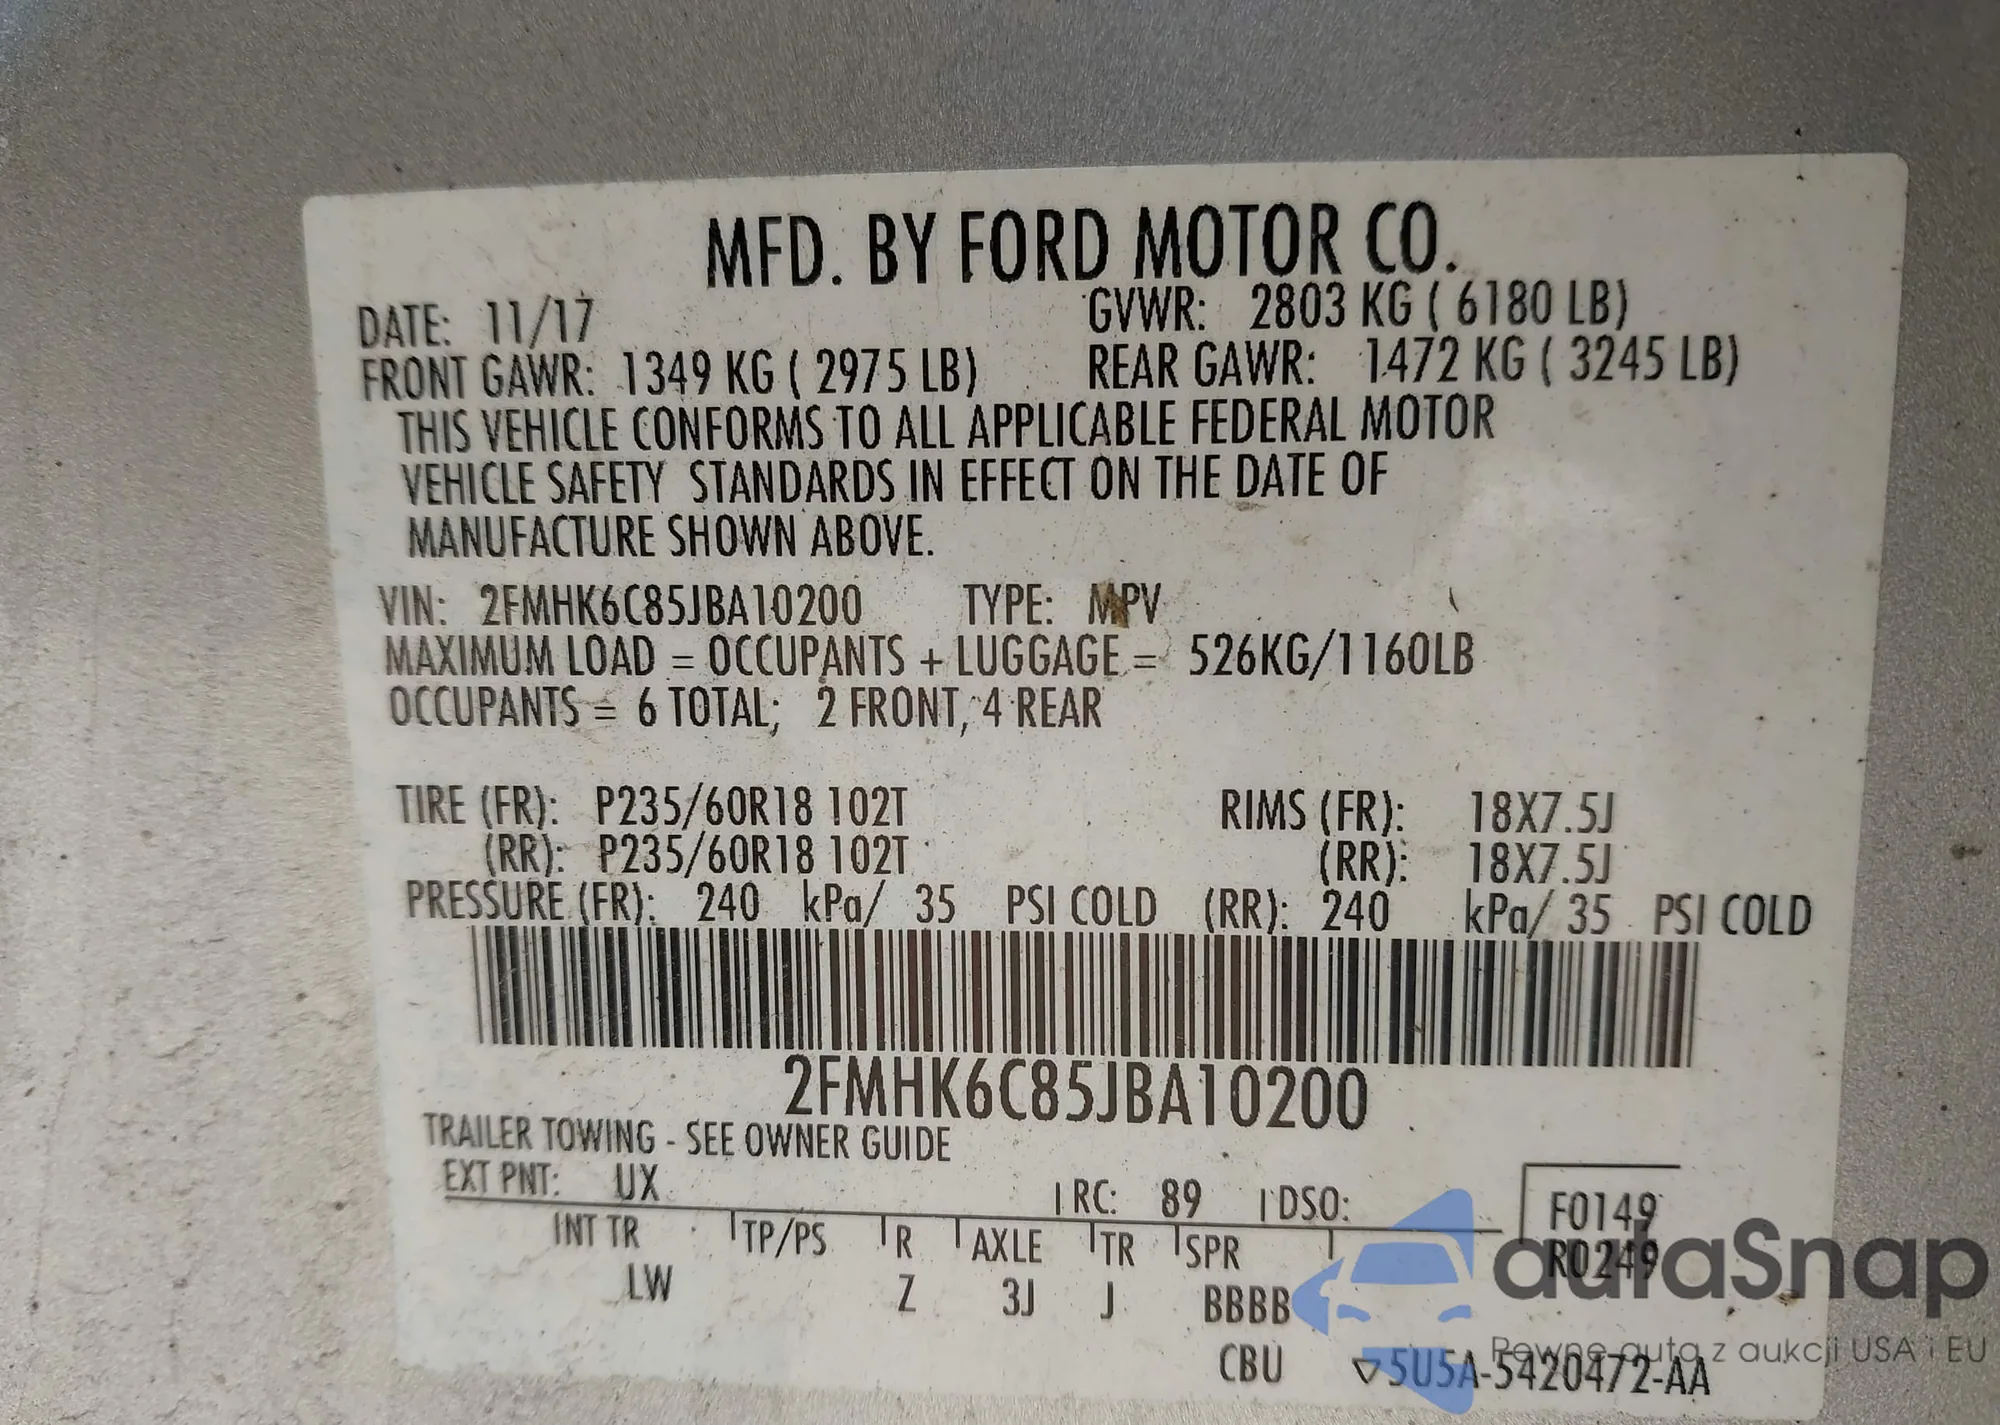 MFD. BY FORD MOTOR CO.
DATE: 11/17 GVWR: 2803 KG ( 6180 LB)
FRONT GAWR: 1349 KG ( 2975 LB) REAR GAWR: 1472 KG ( 3245 LB)
THIS VEHICLE CONFORMS TO ALL APPLICABLE FEDERAL MOTOR
VEHICLE SAFETY STANDARDS IN EFFECT ON THE DATE OF
MANUFACTURE SHOWN ABOVE.
VIN: 2FMHK6C85JBA10200 TYPE: MPV
MAXIMUM LOAD = OCCUPANTS + LUGGAGE = 526KG/1160LB
OCCUPANTS = 6 TOTAL; 2 FRONT, 4 REAR
TIRE (FR): P235/60R18 102T RIMS (FR): 18X7.5J
(RR): P235/60R18 102T (RR): 18X7.5J
PRESSURE (FR): 240 kPa/ 35 PSI COLD (RR): 240 kPa/ 35 PSI COLD
2FMHK6C85JBA10200
TRAILER TOWING - SEE OWNER GUIDE
EXT PNT: UX RC: 89 DSO: F0149
INT TR TP/PS R AXLE TR SPR R0249
LW Z 3J J BBBB
CBU ▽5U5A-5420472-AA
autaSnap
Pewne auta z aukcji USA i EU